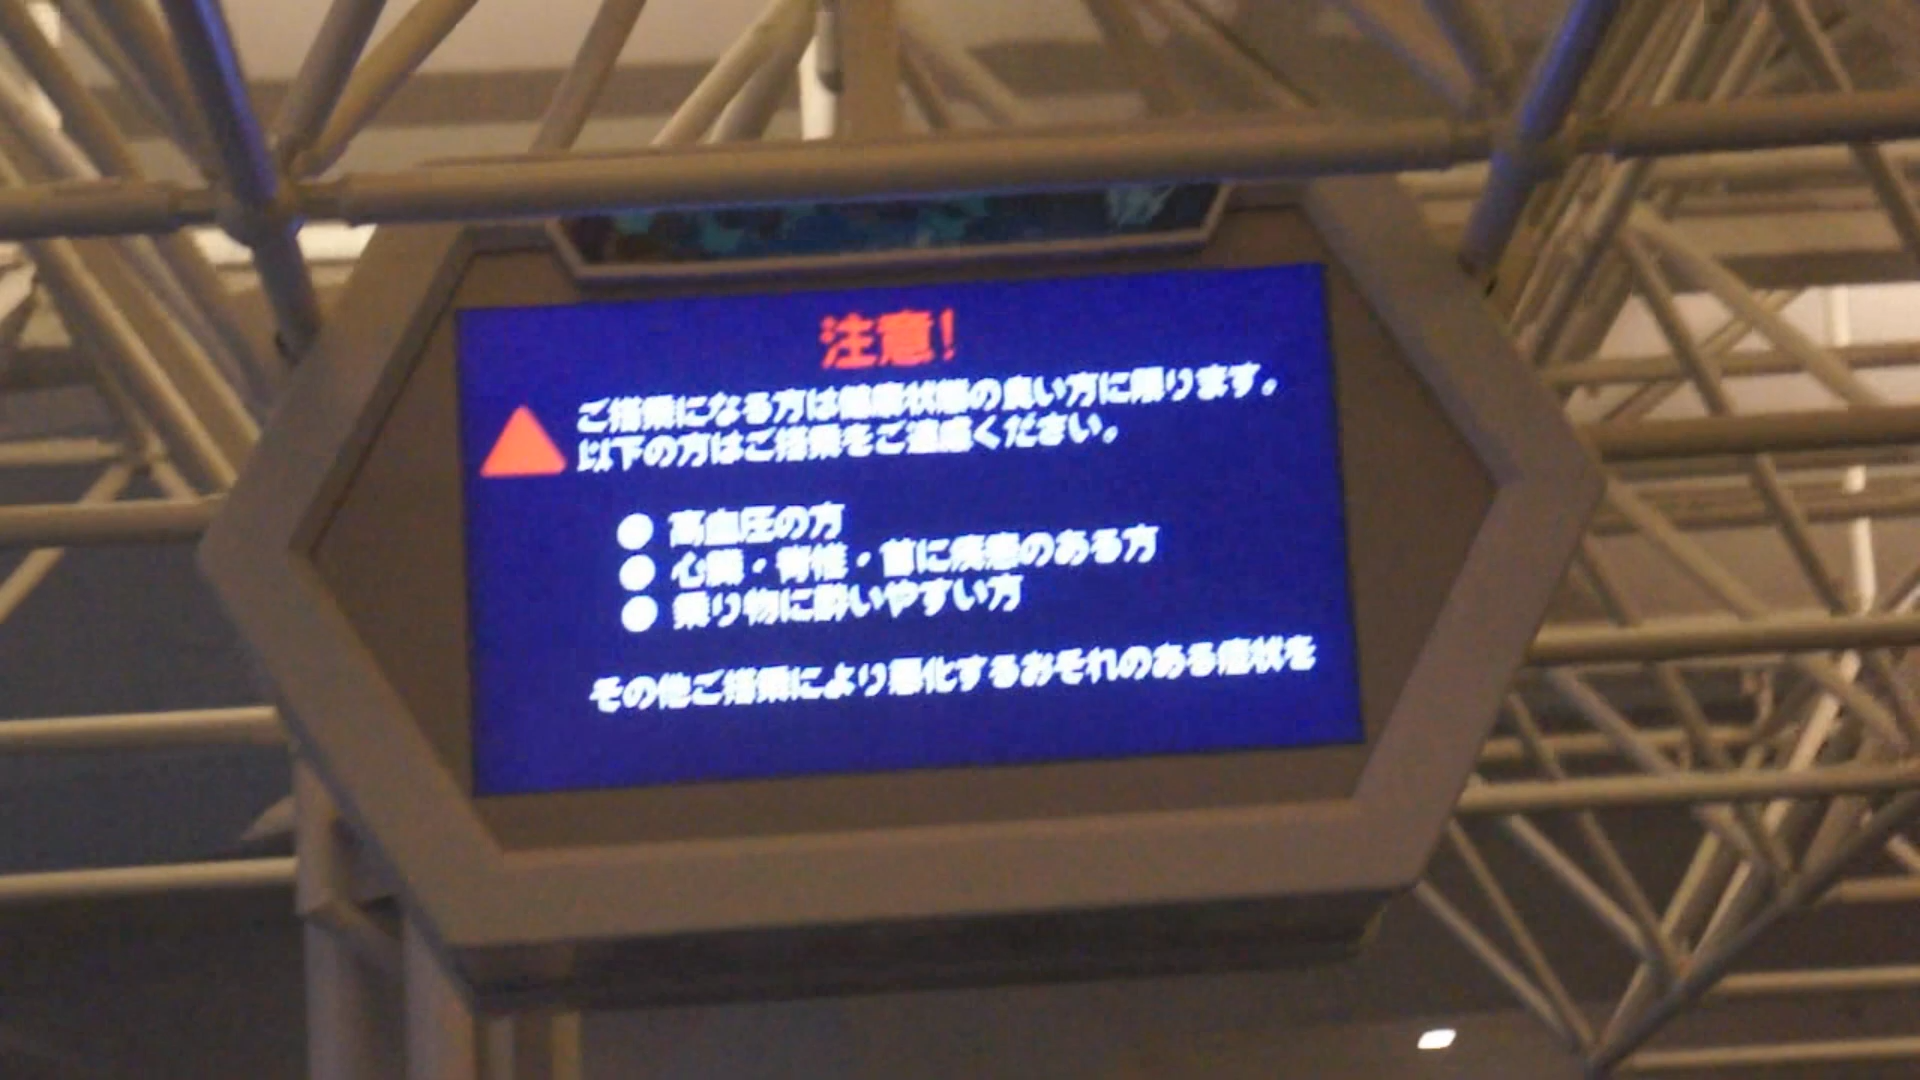 注意!
ご搭乗になる方は健康状態の良い方に限ります。
以下の方はご搭乗をご遠慮ください。
● 高血圧の方
● 心臓・脊椎・首に疾患のある方
● 乗り物に酔いやすい方
その他ご搭乗により悪化するおそれのある症状を